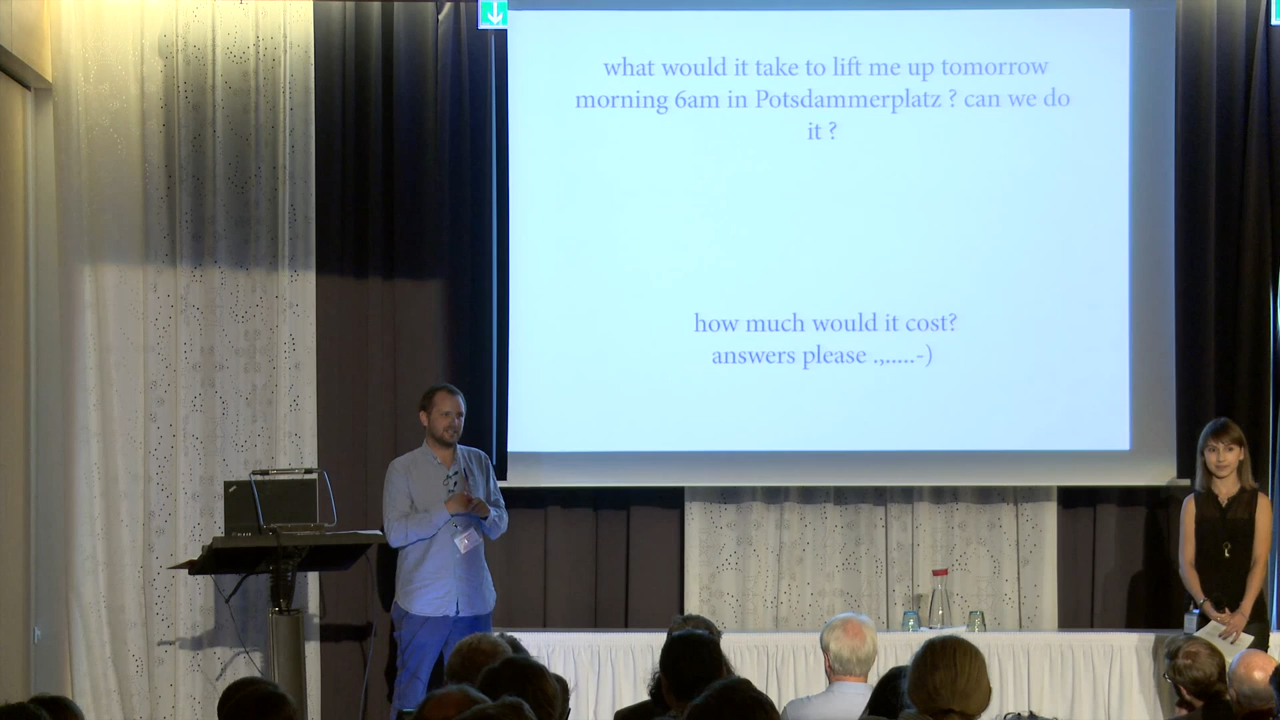 what would it take to lift me up tomorrow
morning 6am in Potsdammerplatz ? can we do
it ?
how much would it cost?
answers please .,.....-)